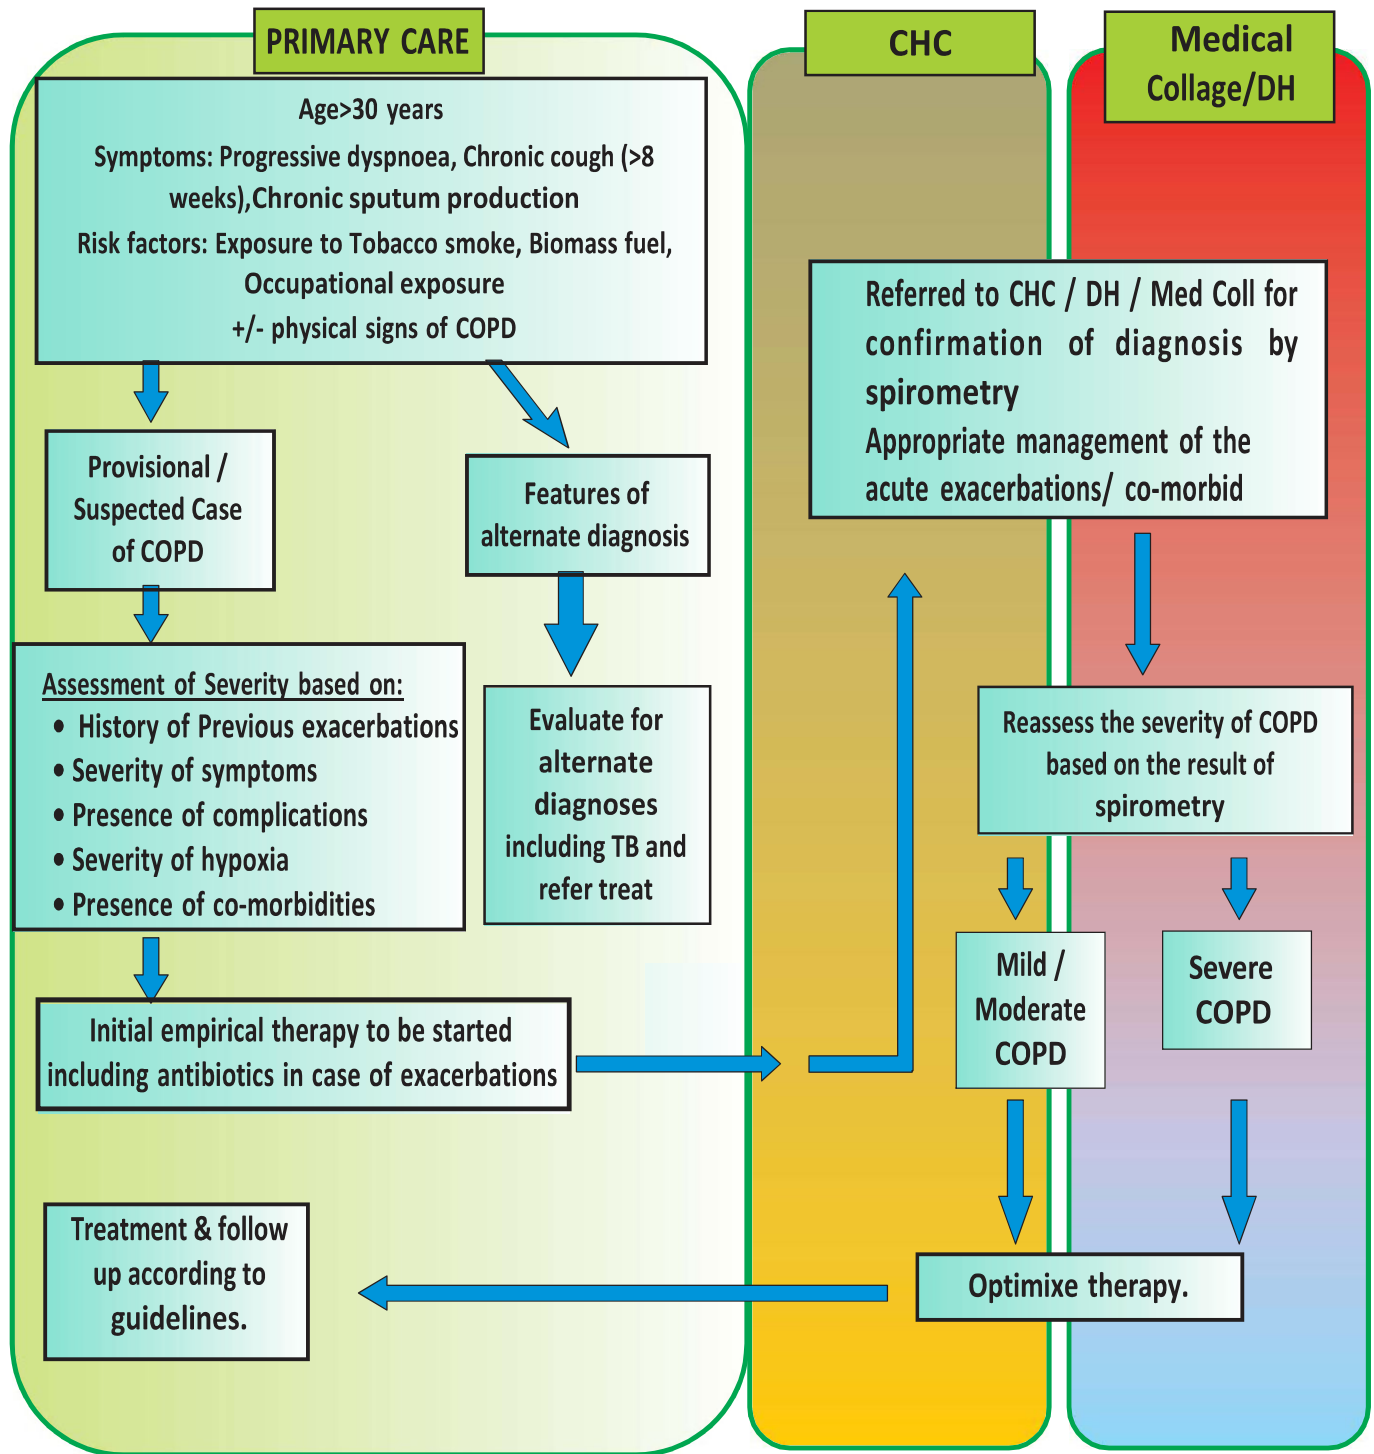 PRIMARY CARE
Age>30 years
Symptoms: Progressive dyspnoea, Chronic cough (>8
weeks),Chronic sputum production
Risk factors: Exposure to Tobacco smoke, Biomass fuel,
Occupational exposure
+/- physical signs of COPD
Provisional /
Suspected Case
of COPD
Features of
alternate diagnosis
Assessment of Severity based on:
• History of Previous exacerbations
• Severity of symptoms
• Presence of complications
• Severity of hypoxia
• Presence of co-morbidities
Evaluate for
alternate
diagnoses
including TB and
refer treat
Initial empirical therapy to be started
including antibiotics in case of exacerbations
Treatment & follow
up according to
guidelines.
CHC
Medical
Collage/DH
Referred to CHC / DH / Med Coll for
confirmation of diagnosis by
spirometry
Appropriate management of the
acute exacerbations/ co-morbid
Reassess the severity of COPD
based on the result of
spirometry
Mild /
Moderate
COPD
Severe
COPD
Optimixe therapy.